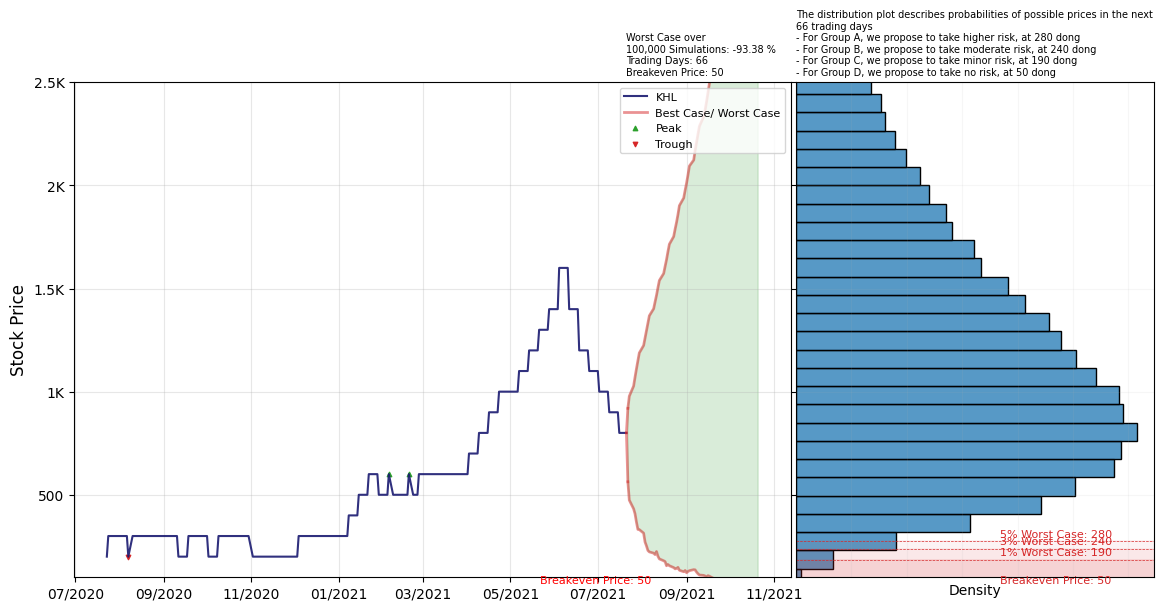 The distribution plot describes probabilities of possible prices in the next
66 trading days
- For Group A, we propose to take higher risk, at 280 dong
- For Group B, we propose to take moderate risk, at 240 dong
- For Group C, we propose to take minor risk, at 190 dong
- For Group D, we propose to take no risk, at 50 dong
Worst Case over
100,000 Simulations: -93.38 %
Trading Days: 66
Breakeven Price: 50
KHL
Best Case/ Worst Case
Peak
Trough
Stock Price
2.5K
2K
1.5K
1K
500
5% Worst Case: 280
3% Worst Case: 240
1% Worst Case: 190
Breakeven Price: 50
Breakeven Price: 50
07/2020
09/2020
11/2020
01/2021
03/2021
05/2021
07/2021
09/2021
11/2021
Density